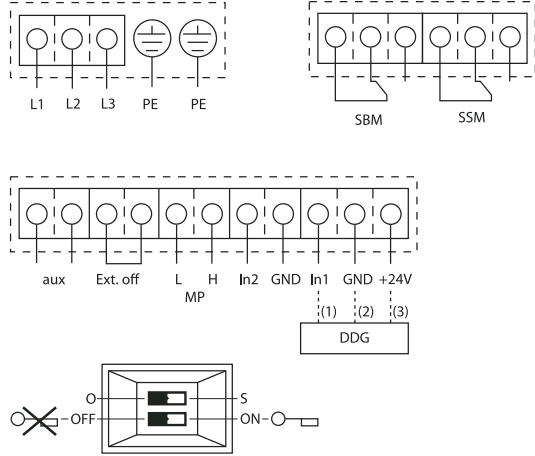 L1 L2 L3 PE PE
SBM SSM
aux Ext. off L H In2 GND In1 GND +24V
MP
(1) (2) (3)
DDG
O S
OFF ON